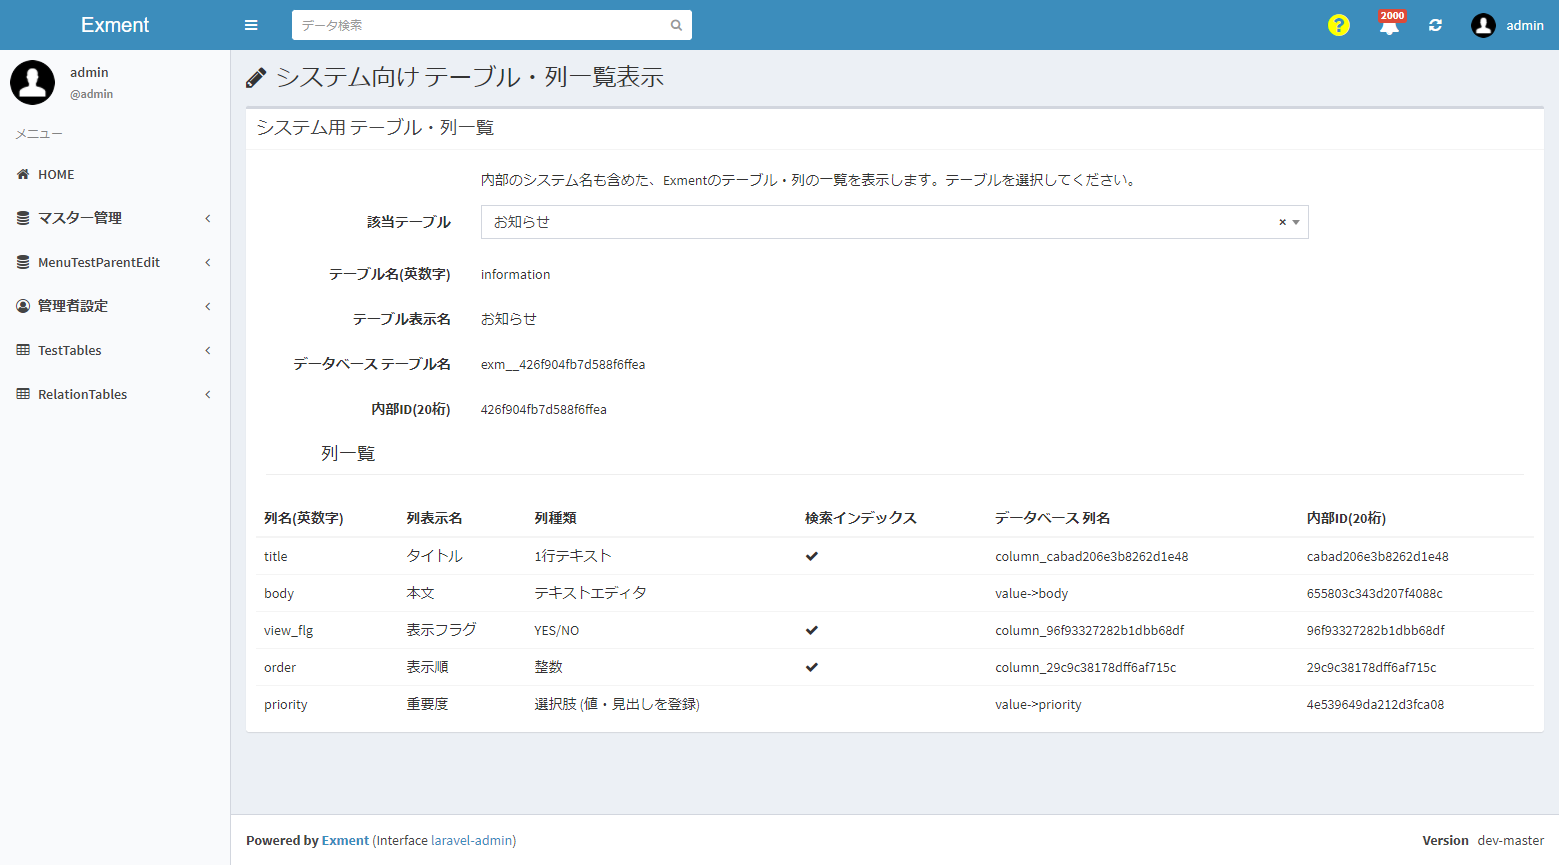 Exment
データ検索
?
2000
admin
admin
@admin
メニュー
HOME
マスター管理
MenuTestParentEdit
管理者設定
TestTables
RelationTables
システム向け テーブル・列一覧表示
システム用 テーブル・列一覧
内部のシステム名も含めた、Exmentのテーブル・列の一覧を表示します。テーブルを選択してください。
該当テーブル お知らせ × 
テーブル名(英数字) information
テーブル表示名 お知らせ
データベース テーブル名 exm__426f904fb7d588f6ffea
内部ID(20桁) 426f904fb7d588f6ffea
列一覧
列名(英数字) 列表示名 列種類 検索インデックス データベース 列名 内部ID(20桁)
title タイトル 1行テキスト ✔ column_cabad206e3b8262d1e48 cabad206e3b8262d1e48
body 本文 テキストエディタ value->body 655803c343d207f4088c
view_flg 表示フラグ YES/NO ✔ column_96f93327282b1dbb68df 96f93327282b1dbb68df
order 表示順 整数 ✔ column_29c9c38178dff6af715c 29c9c38178dff6af715c
priority 重要度 選択肢 (値・見出しを登録) value->priority 4e539649da212d3fca08
Powered by Exment (Interface laravel-admin)
Version dev-master